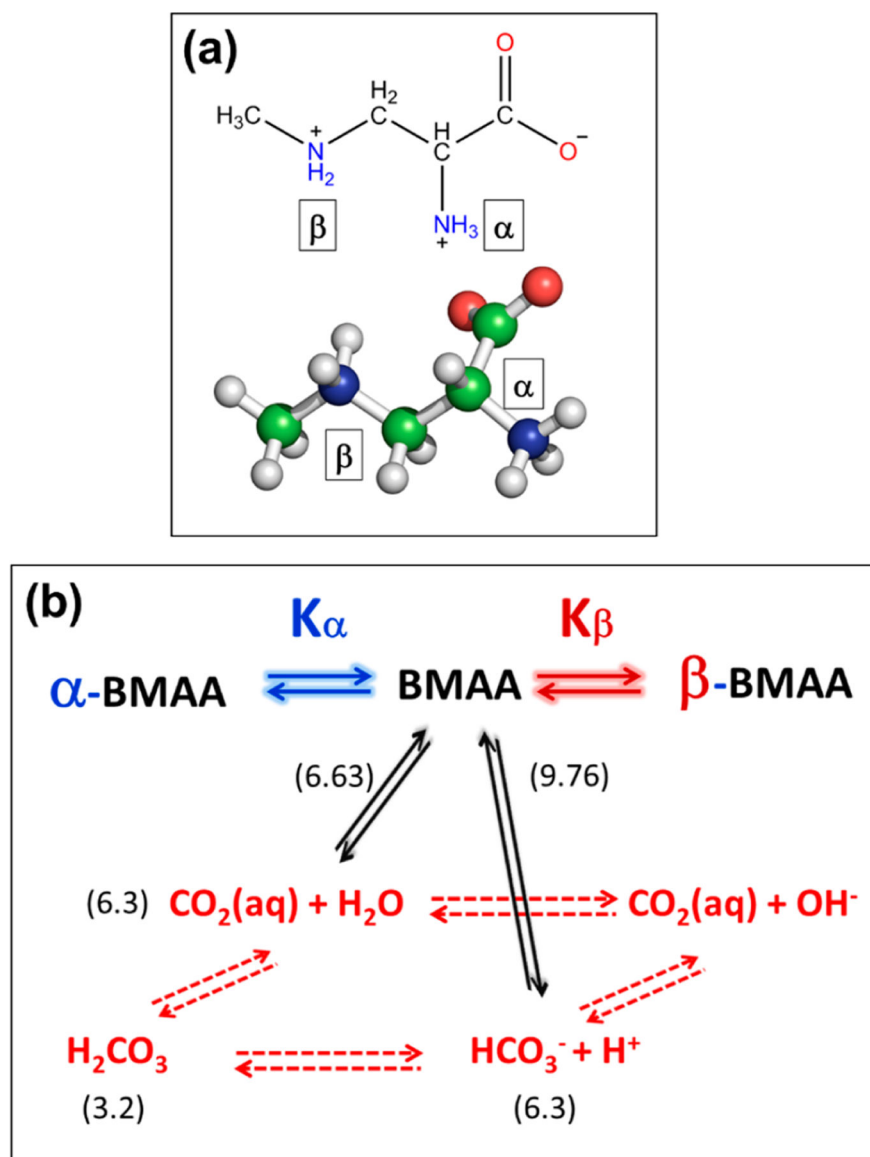 (a)
O
H₂
H₃C
C
C
H
+
N
H₂
C
O⁻
β
NH₃
+
α
α
β
(b)
Kα
Kβ
α-BMAA
BMAA
β-BMAA
(6.63)
(9.76)
(6.3) CO₂(aq) + H₂O
CO₂(aq) + OH⁻
H₂CO₃
HCO₃⁻ + H⁺
(3.2)
(6.3)